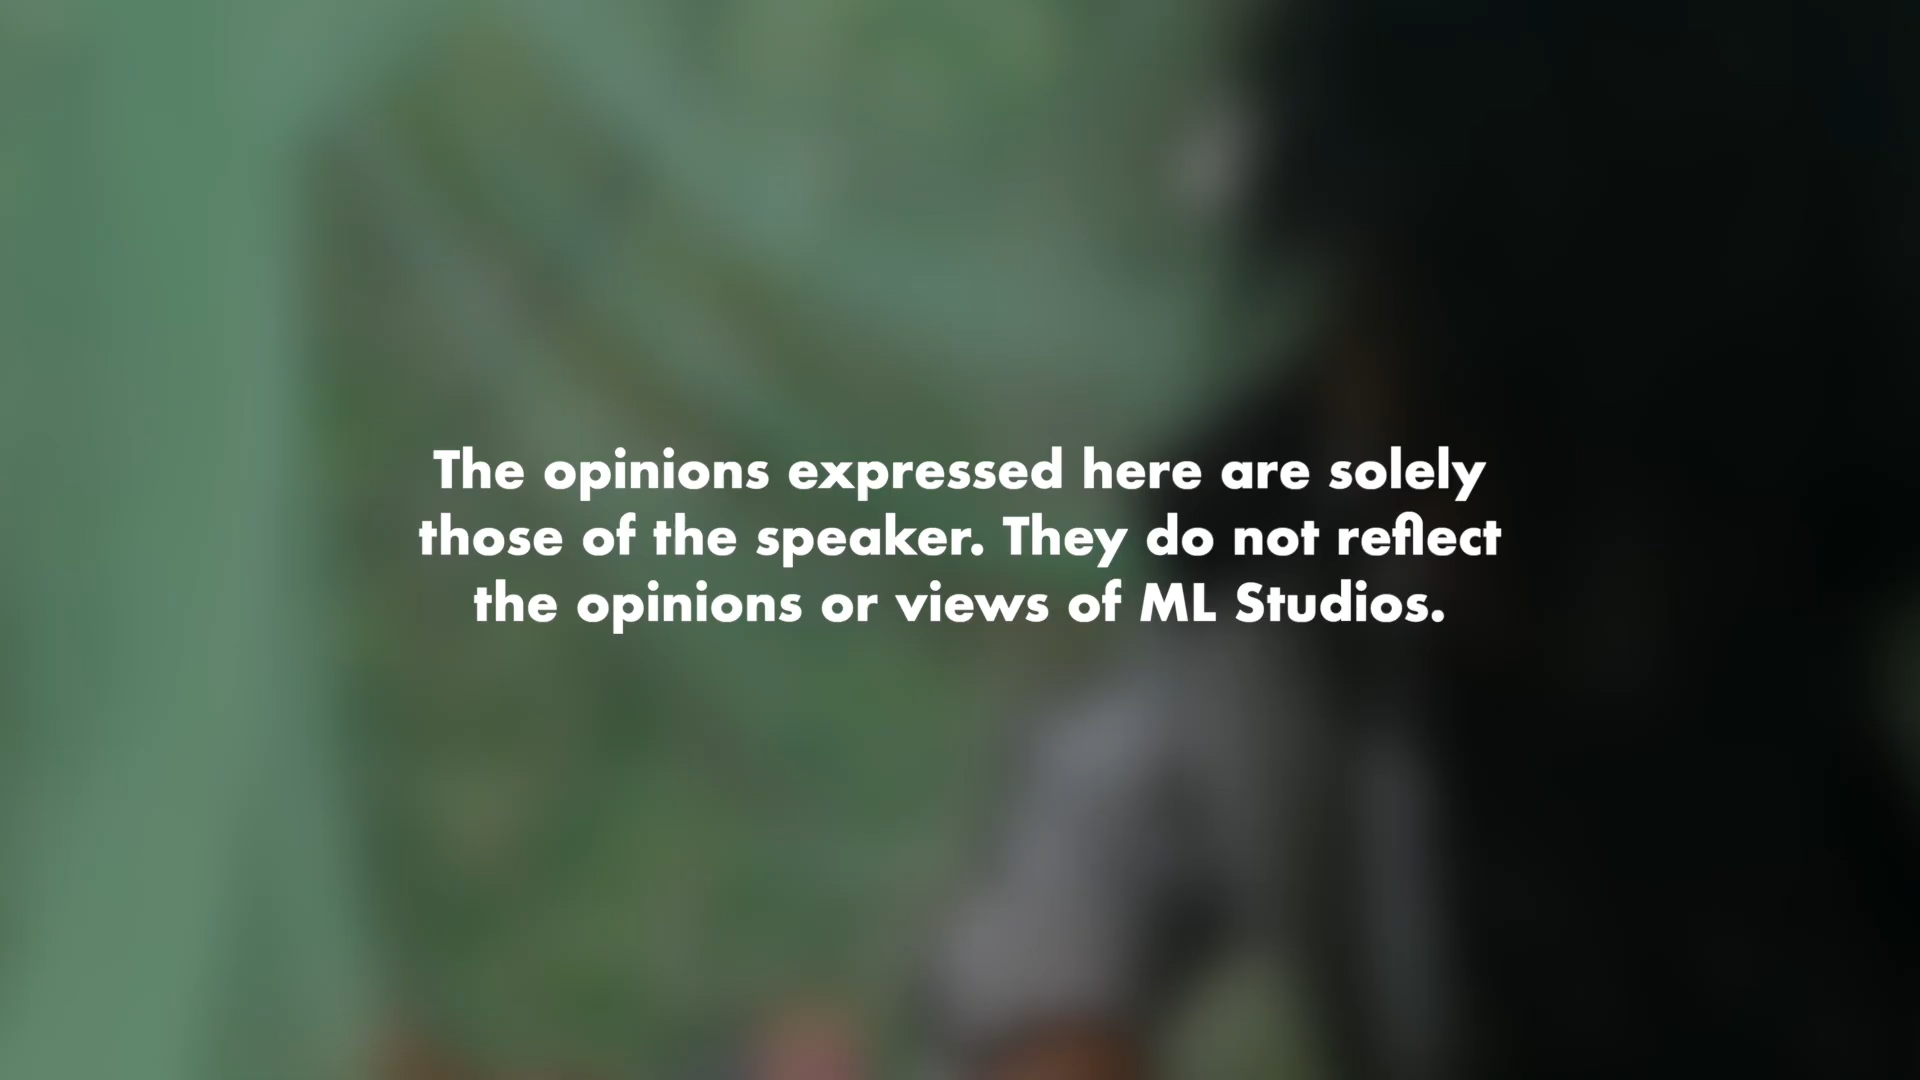 The opinions expressed here are solely
those of the speaker. They do not reflect
the opinions or views of ML Studios.